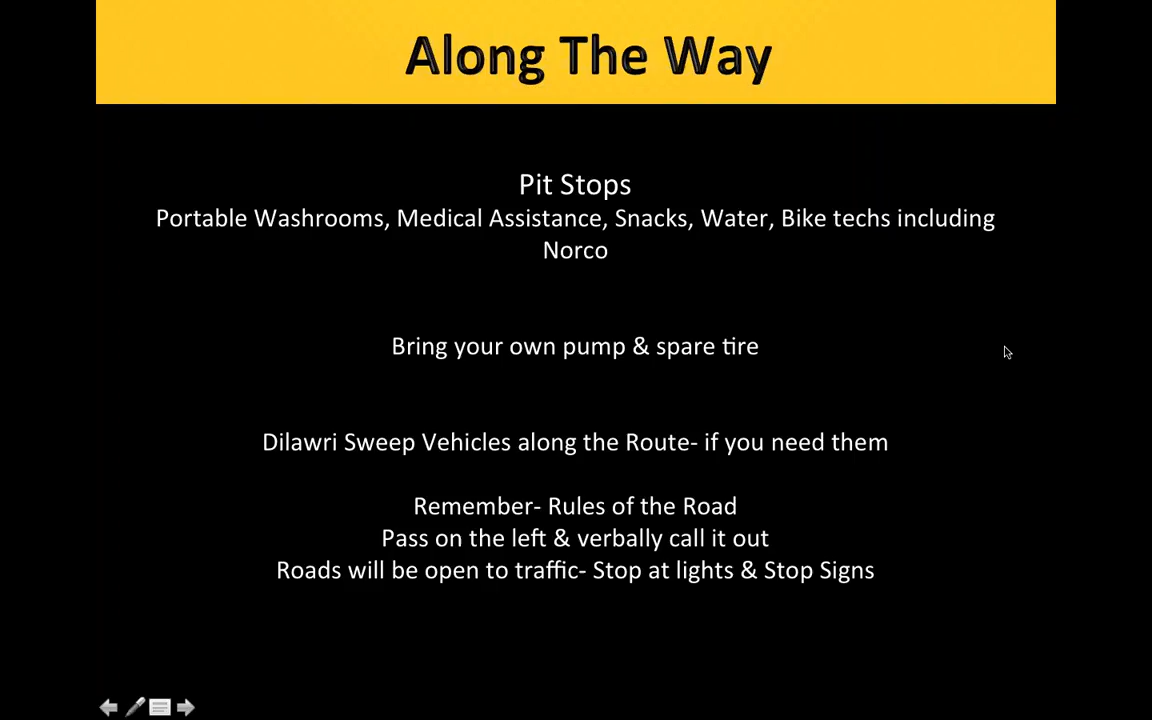 Along The Way
Pit Stops
Portable Washrooms, Medical Assistance, Snacks, Water, Bike techs including
Norco
Bring your own pump & spare tire
Dilawri Sweep Vehicles along the Route- if you need them
Remember- Rules of the Road
Pass on the left & verbally call it out
Roads will be open to traffic- Stop at lights & Stop Signs